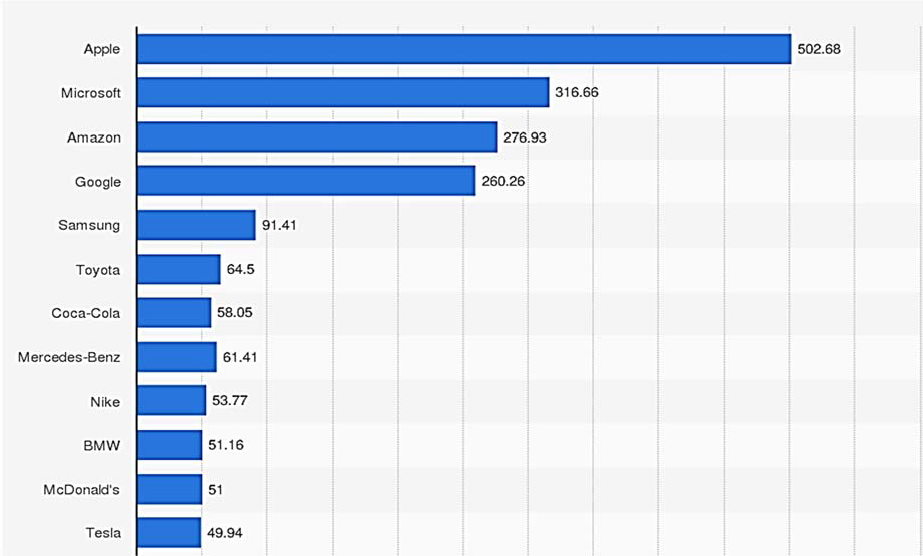 Apple 502.68
Microsoft 316.66
Amazon 276.93
Google 260.26
Samsung 91.41
Toyota 64.5
Coca-Cola 58.05
Mercedes-Benz 61.41
Nike 53.77
BMW 51.16
McDonald's 51
Tesla 49.94